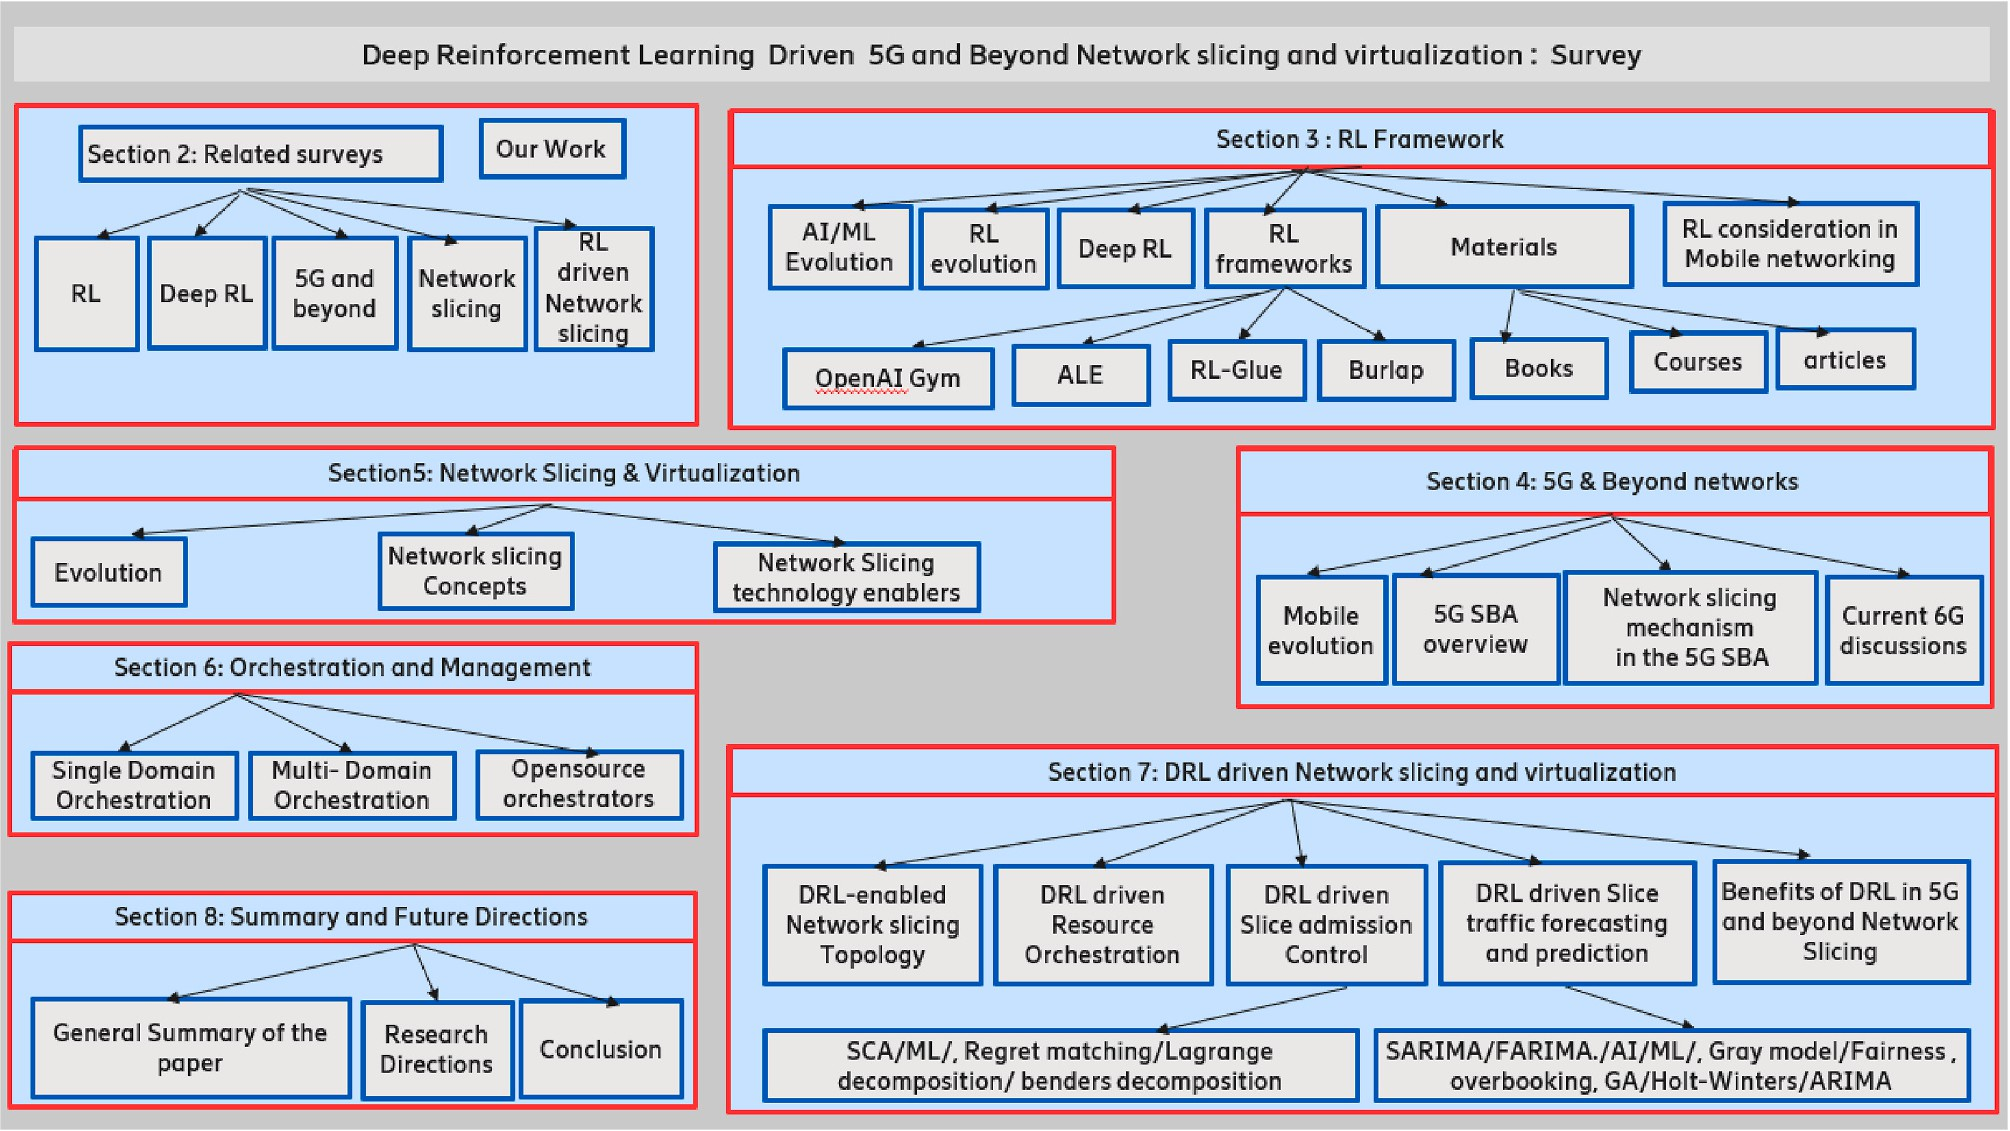 Deep Reinforcement Learning Driven 5G and Beyond Network slicing and virtualization : Survey
Section 2: Related surveys
Our Work
RL
Deep RL
5G and
beyond
Network
slicing
RL
driven
Network
slicing
Section 3 : RL Framework
AI/ML
Evolution
RL
evolution
Deep RL
RL
frameworks
Materials
RL consideration in
Mobile networking
OpenAI Gym
ALE
RL-Glue
Burlap
Books
Courses
articles
Section5: Network Slicing & Virtualization
Evolution
Network slicing
Concepts
Network Slicing
technology enablers
Section 4: 5G & Beyond networks
Mobile
evolution
5G SBA
overview
Network slicing
mechanism
in the 5G SBA
Current 6G
discussions
Section 6: Orchestration and Management
Single Domain
Orchestration
Multi- Domain
Orchestration
Opensource
orchestrators
Section 7: DRL driven Network slicing and virtualization
DRL-enabled
Network slicing
Topology
DRL driven
Resource
Orchestration
DRL driven
Slice admission
Control
DRL driven Slice
traffic forecasting
and prediction
Benefits of DRL in 5G
and beyond Network
Slicing
SCA/ML/, Regret matching/Lagrange
decomposition/ benders decomposition
SARIMA/FARIMA./AI/ML/, Gray model/Fairness ,
overbooking, GA/Holt-Winters/ARIMA
Section 8: Summary and Future Directions
General Summary of the
paper
Research
Directions
Conclusion